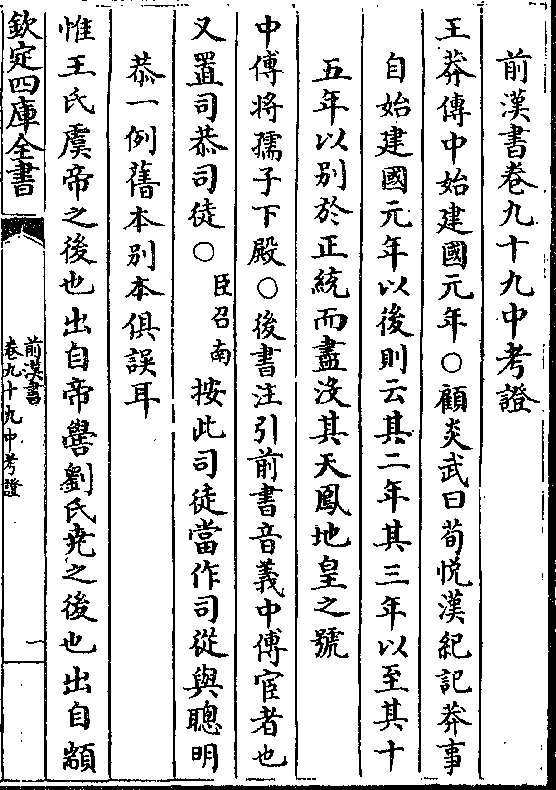 前漢書卷九十九中考證
王莽傳中始建國元年○顧炎武曰荀悅漢紀記莽事
自始建國元年以後則云其二年其三年以至其十
五年以別於正統而盡沒其天鳳地皇之號
中傅將孺子下殿○後書注引前書音義中傅宦者也
又置司恭司徒○臣召南按此司徒當作司從與聰明
恭一例舊本別本俱誤耳
惟王氏虞帝之後也出自帝嚳劉氏堯之後也出自顓
欽定四庫全書
前漢書
卷九十九中考證
一